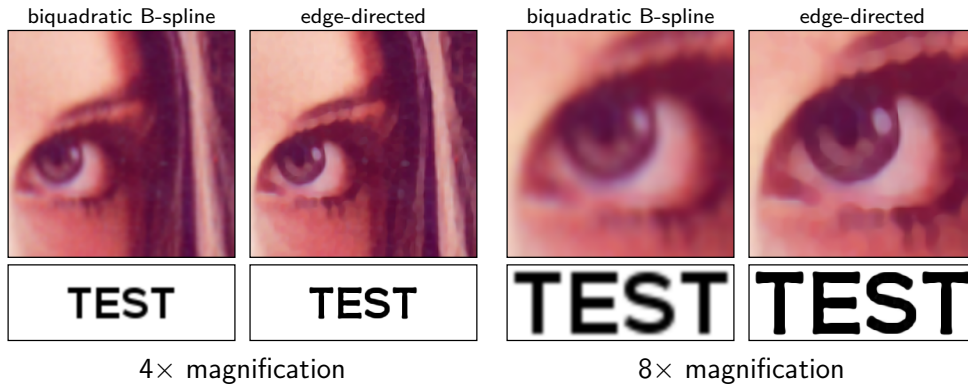 biquadratic B-spline edge-directed biquadratic B-spline edge-directed
TEST TEST TEST TEST
4× magnification 8× magnification